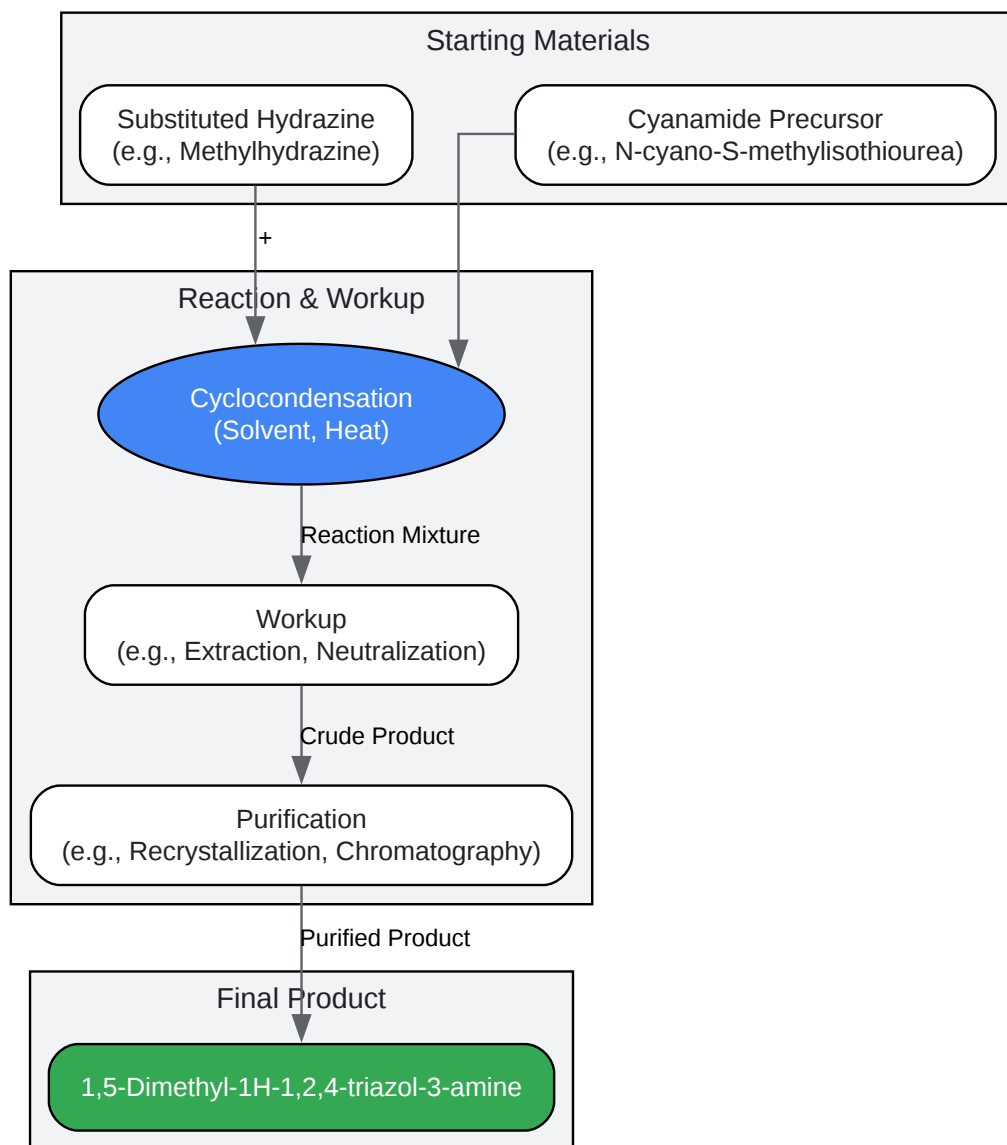 Starting Materials
Substituted Hydrazine
(e.g., Methylhydrazine)
Cyanamide Precursor
(e.g., N-cyano-S-methylisothiourea)
+
Reaction & Workup
Cyclocondensation
(Solvent, Heat)
Reaction Mixture
Workup
(e.g., Extraction, Neutralization)
Crude Product
Purification
(e.g., Recrystallization, Chromatography)
Purified Product
Final Product
1,5-Dimethyl-1H-1,2,4-triazol-3-amine